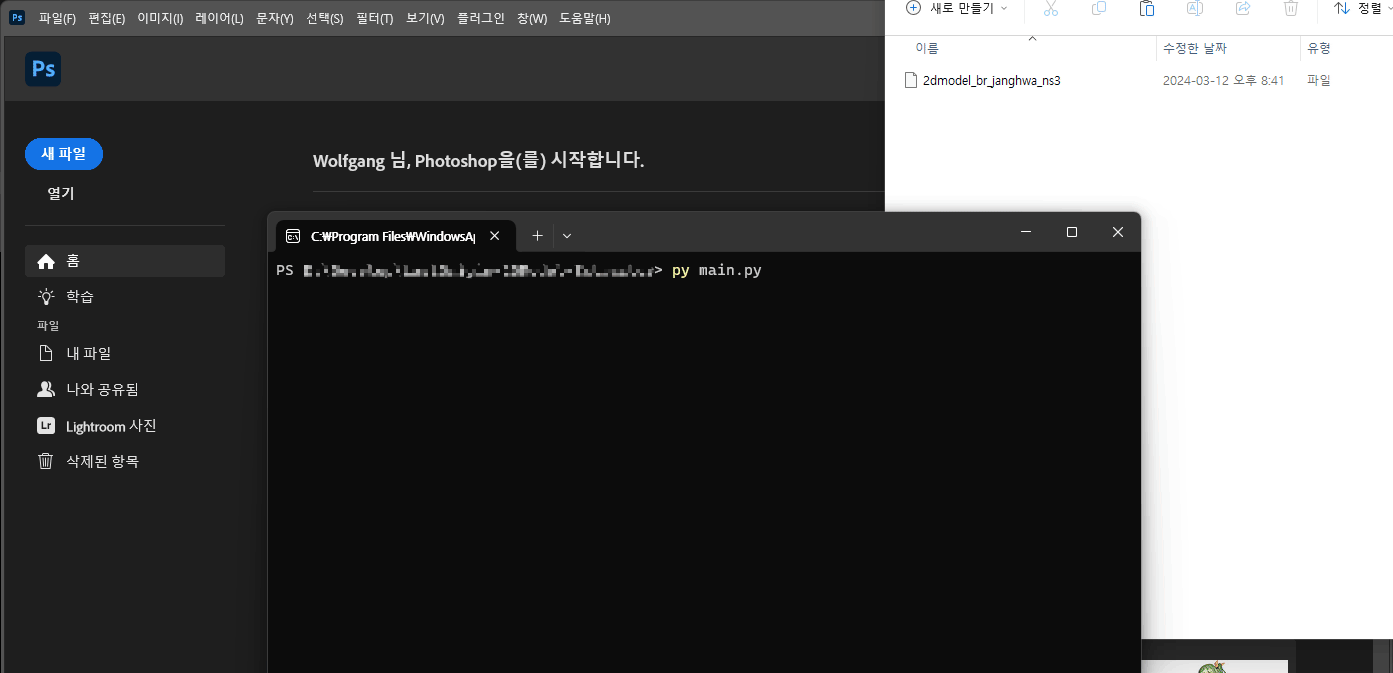 Ps 파일(F) 편집(E) 이미지(I) 레이어(L) 문자(Y) 선택(S) 필터(T) 보기(V) 플러그인 창(W) 도움말(H)
Ps
새 파일
열기
홈
학습
파일
내 파일
나와 공유됨
Lr Lightroom 사진
삭제된 항목
Wolfgang 님, Photoshop을(를) 시작합니다.
새로 만들기
정렬
이름 수정한 날짜 유형
2dmodel_br_janghwa_ns3 2024-03-12 오후 8:41 파일
C:₩Program Files₩WindowsA
PS > py main.py